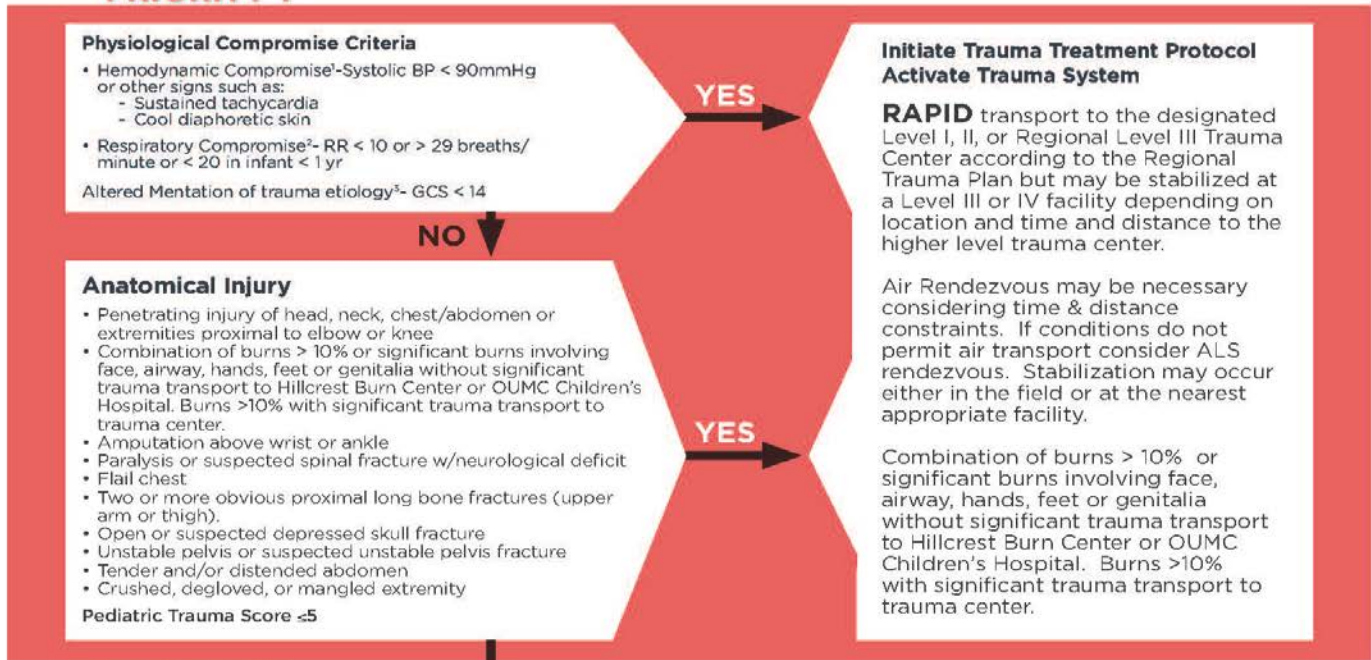 Physiological Compromise Criteria
• Hemodynamic Compromise¹-Systolic BP < 90mmHg
or other signs such as:
- Sustained tachycardia
- Cool diaphoretic skin
• Respiratory Compromise²- RR < 10 or > 29 breaths/
minute or < 20 in infant < 1 yr
Altered Mentation of trauma etiology³- GCS < 14
YES
NO
Initiate Trauma Treatment Protocol
Activate Trauma System
RAPID transport to the designated
Level I, II, or Regional Level III Trauma
Center according to the Regional
Trauma Plan but may be stabilized at
a Level III or IV facility depending on
location and time and distance to the
higher level trauma center.
Air Rendezvous may be necessary
considering time & distance
constraints. If conditions do not
permit air transport consider ALS
rendezvous. Stabilization may occur
either in the field or at the nearest
appropriate facility.
Combination of burns > 10% or
significant burns involving face,
airway, hands, feet or genitalia
without significant trauma transport
to Hillcrest Burn Center or OUMC
Children's Hospital. Burns >10%
with significant trauma transport to
trauma center.
Anatomical Injury
• Penetrating injury of head, neck, chest/abdomen or
extremities proximal to elbow or knee
• Combination of burns > 10% or significant burns involving
face, airway, hands, feet or genitalia without significant
trauma transport to Hillcrest Burn Center or OUMC Children's
Hospital. Burns >10% with significant trauma transport to
trauma center.
• Amputation above wrist or ankle
• Paralysis or suspected spinal fracture w/neurological deficit
• Flail chest
• Two or more obvious proximal long bone fractures (upper
arm or thigh).
• Open or suspected depressed skull fracture
• Unstable pelvis or suspected unstable pelvis fracture
• Tender and/or distended abdomen
• Crushed, degloved, or mangled extremity
Pediatric Trauma Score ≤5
YES